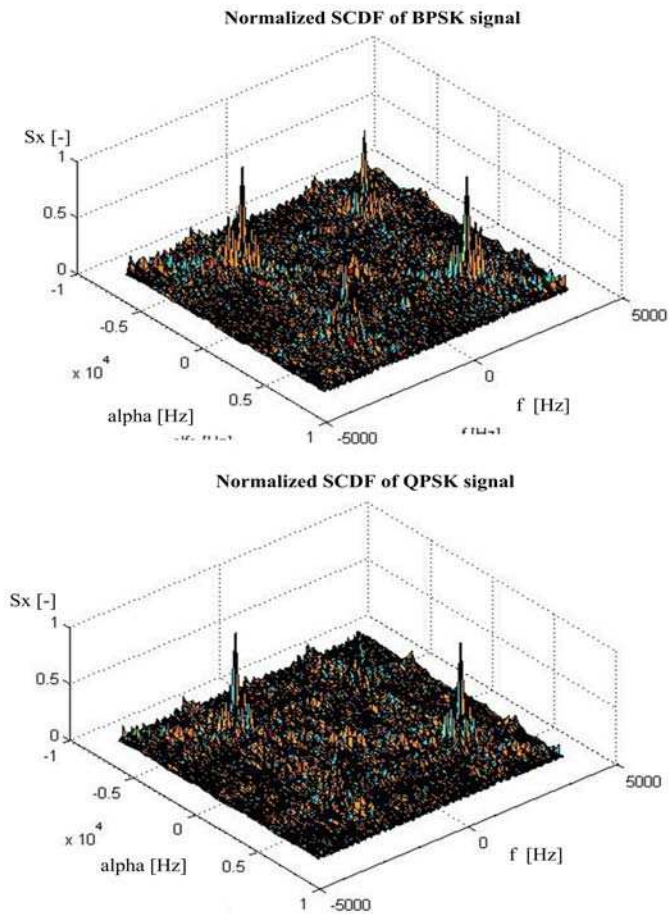 Normalized SCDF of BPSK signal
Sx [-]
1
0.5
0
-1
-0.5
x 10^4
0
0.5
1
alpha [Hz]
-5000
0
5000
f [Hz]
f [Hz]
Normalized SCDF of QPSK signal
Sx [-]
1
0.5
0
-1
-0.5
x 10^4
0
0.5
1
alpha [Hz]
-5000
0
5000
f [Hz]